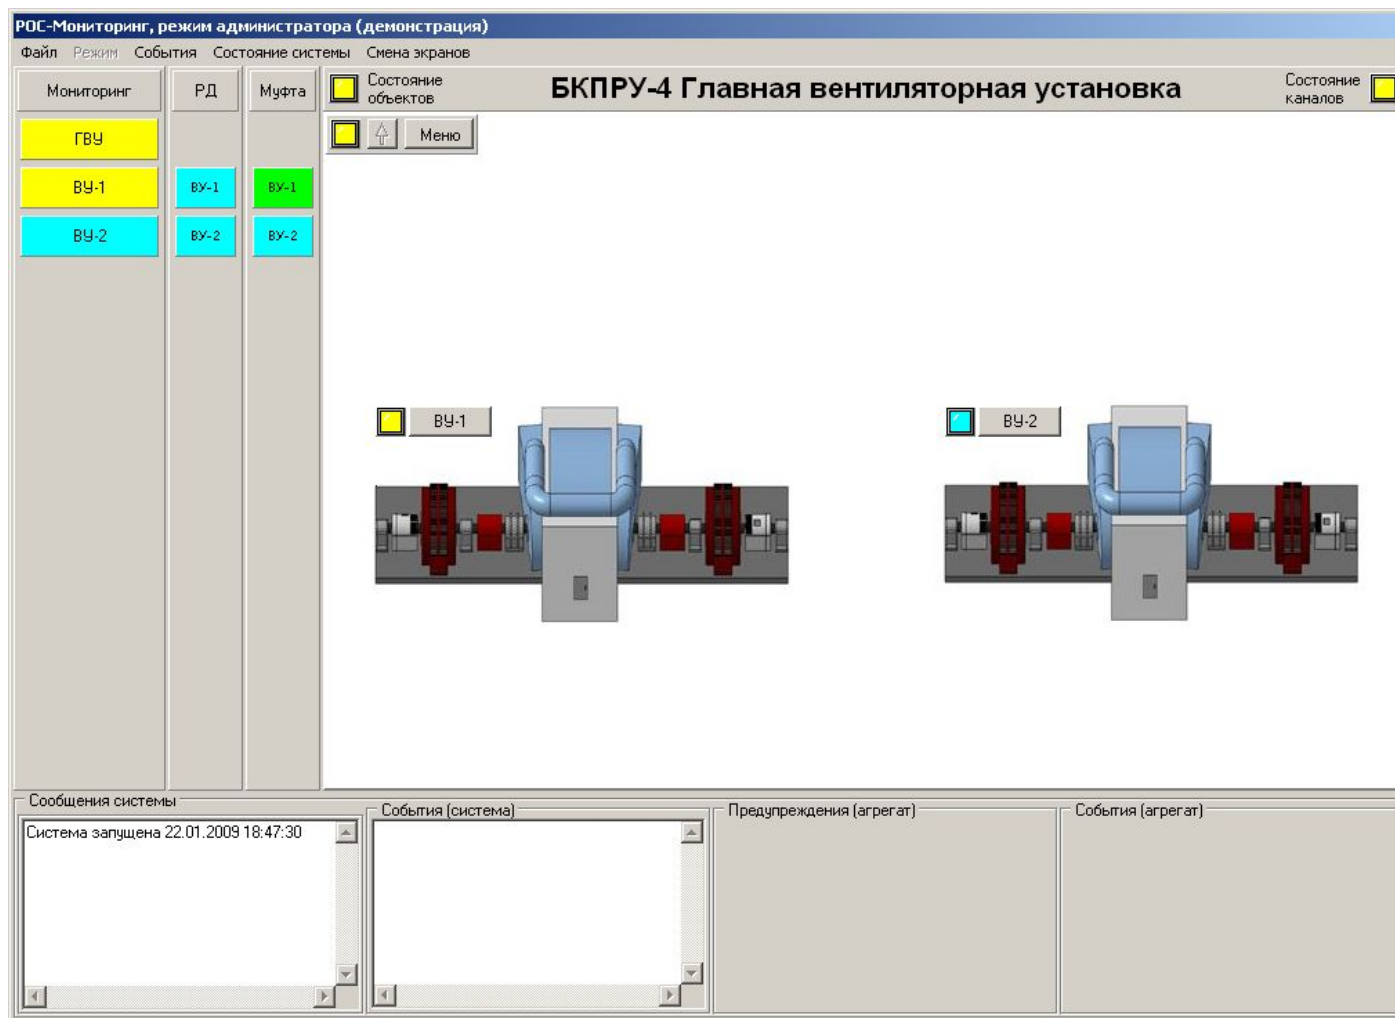 РОС-Мониторинг, режим администратора (демонстрация)
Файл Режим События Состояние системы Смена экранов
Мониторинг РД Муфта
Состояние
объектов
БКПРУ-4 Главная вентиляторная установка
Состояние
каналов
Меню
ГВУ
ВУ-1 ВУ-1 ВУ-1
ВУ-2 ВУ-2 ВУ-2
ВУ-1
ВУ-2
Сообщения системы
События (система)
Предупреждения (агрегат)
События (агрегат)
Система запущена 22.01.2009 18:47:30